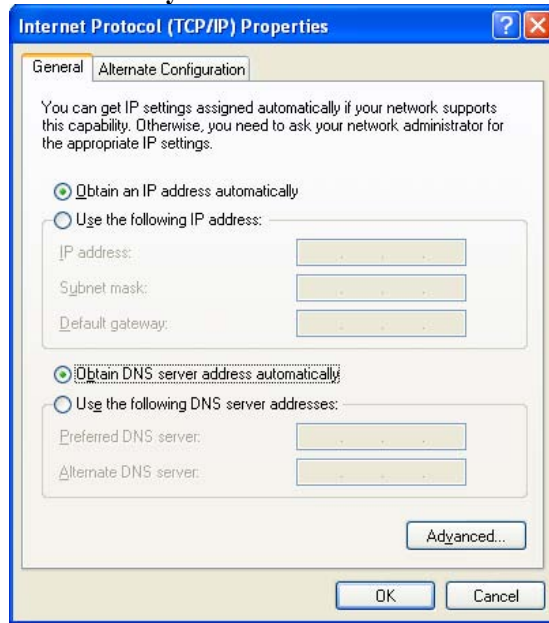 Internet Protocol (TCP/IP) Properties
General
Alternate Configuration
You can get IP settings assigned automatically if your network supports
this capability. Otherwise, you need to ask your network administrator for
the appropriate IP settings.
Obtain an IP address automatically
Use the following IP address:
IP address:
Subnet mask:
Default gateway:
Obtain DNS server address automatically
Use the following DNS server addresses:
Preferred DNS server:
Alternate DNS server:
Advanced...
OK
Cancel